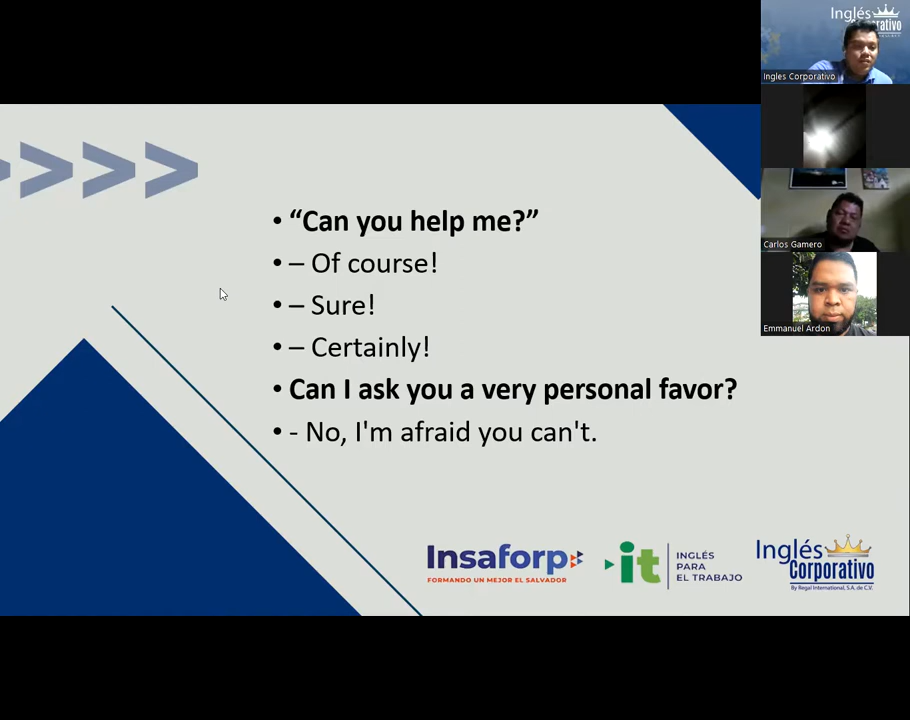 “Can you help me?”
– Of course!
– Sure!
– Certainly!
Can I ask you a very personal favor?
- No, I'm afraid you can't.
Insaforp
FORMANDO UN MEJOR EL SALVADOR
it
INGLÉS
PARA
EL TRABAJO
Inglés
Corporativo
By Regal International, S.A. de C.V.
Inglés
Ingles Corporativo
Carlos Gamero
Emmanuel Ardon